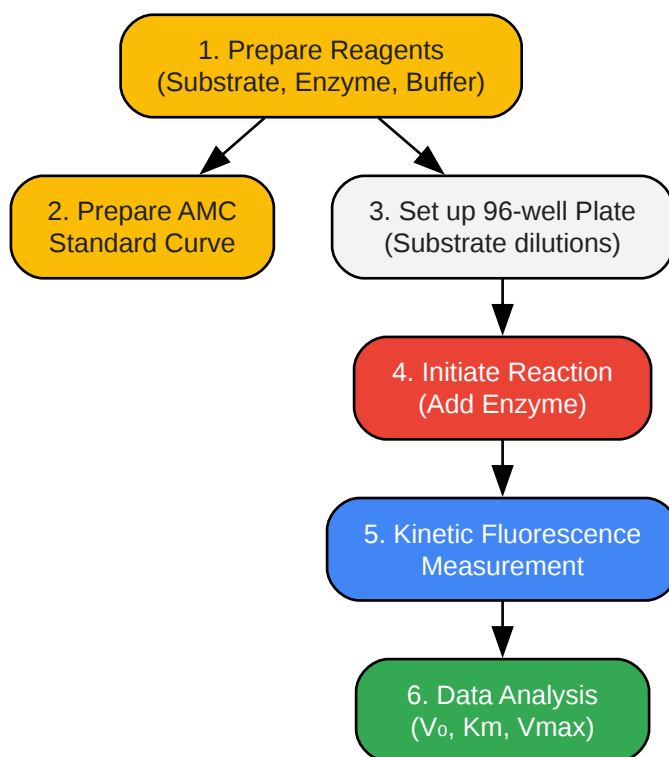 1. Prepare Reagents
(Substrate, Enzyme, Buffer)
2. Prepare AMC
Standard Curve
3. Set up 96-well Plate
(Substrate dilutions)
4. Initiate Reaction
(Add Enzyme)
5. Kinetic Fluorescence
Measurement
6. Data Analysis
(V₀, Km, Vmax)